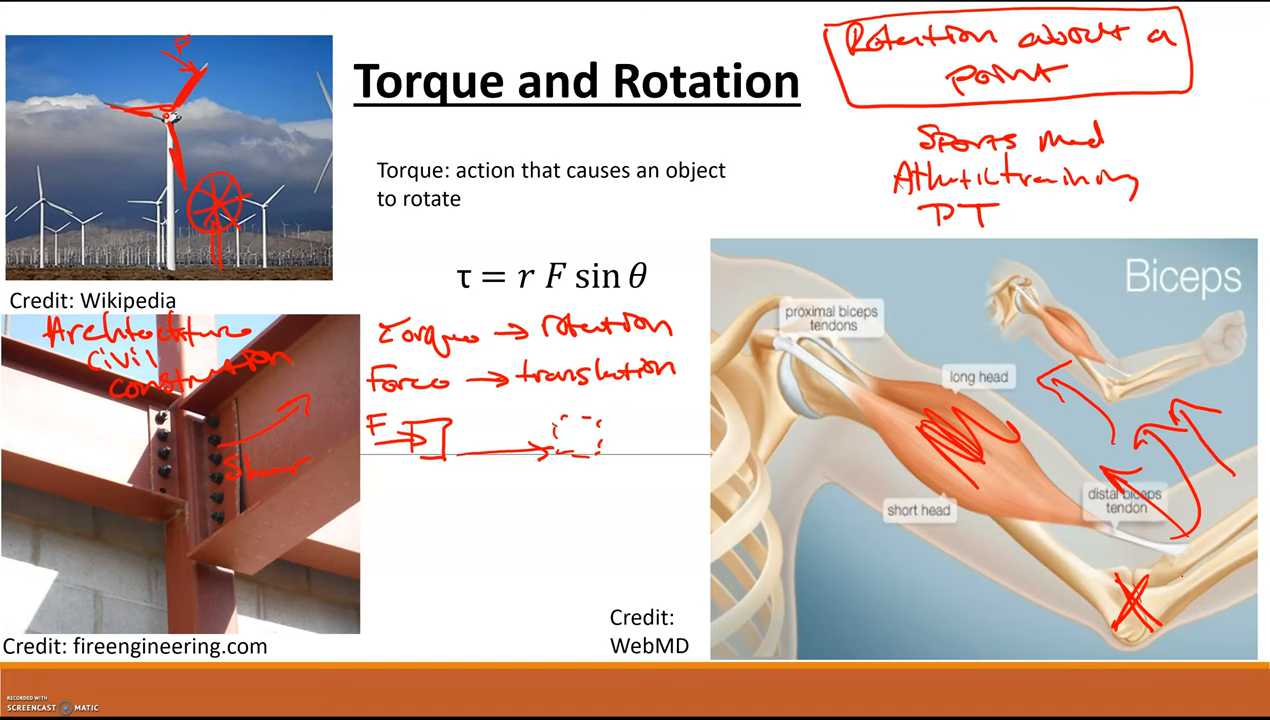 F
Torque and Rotation
Rotation about a
point
Sports Med
Athletic training
PT
Torque: action that causes an object
to rotate
τ = r F sin θ
Credit: Wikipedia
Architecture
civil
construction
Shear
Credit: fireengineering.com
Torque → rotation
Force → translation
F
Biceps
proximal biceps
tendons
long head
short head
distal biceps
tendon
Credit:
WebMD
RECORDED WITH
SCREENCAST MATIC